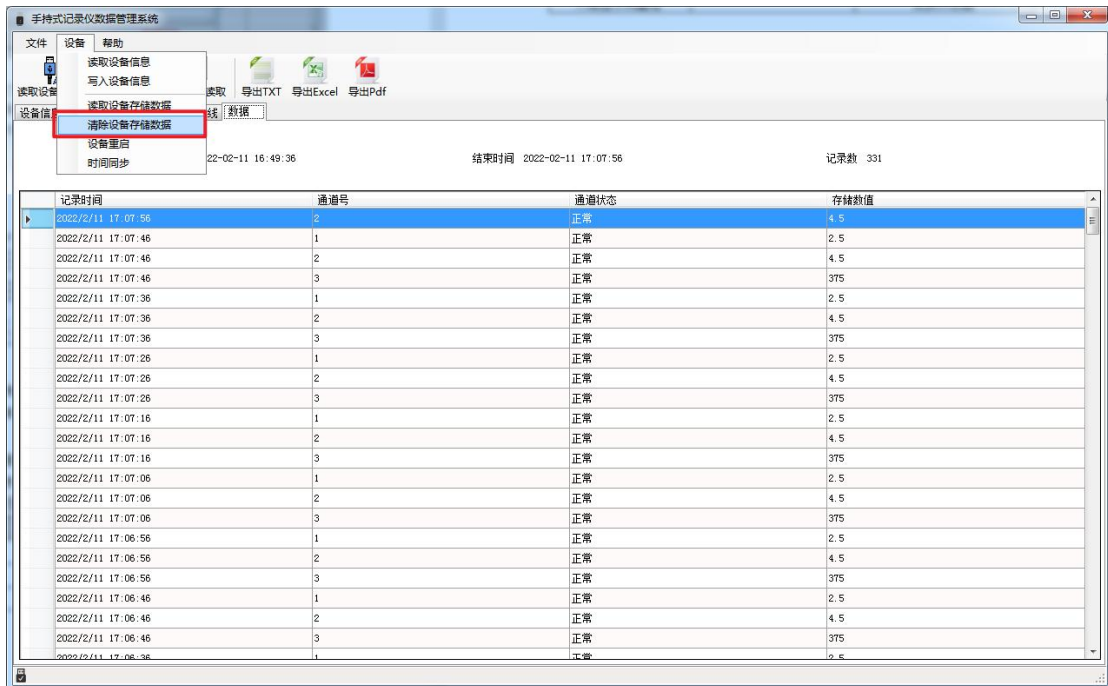 手持式记录仪数据管理系统
文件 设备 帮助
读取设备信息
写入设备信息
读取设备存储数据
清除设备存储数据
设备重启
时间同步
读取设备 读取 导出TXT 导出Excel 导出Pdf
设备信息 线 数据
22-02-11 16:49:36 结束时间 2022-02-11 17:07:56 记录数 331
记录时间 通道号 通道状态 存储数值
2022/2/11 17:07:56 2 正常 4.5
2022/2/11 17:07:46 1 正常 2.5
2022/2/11 17:07:46 2 正常 4.5
2022/2/11 17:07:46 3 正常 375
2022/2/11 17:07:36 1 正常 2.5
2022/2/11 17:07:36 2 正常 4.5
2022/2/11 17:07:36 3 正常 375
2022/2/11 17:07:26 1 正常 2.5
2022/2/11 17:07:26 2 正常 4.5
2022/2/11 17:07:26 3 正常 375
2022/2/11 17:07:16 1 正常 2.5
2022/2/11 17:07:16 2 正常 4.5
2022/2/11 17:07:16 3 正常 375
2022/2/11 17:07:06 1 正常 2.5
2022/2/11 17:07:06 2 正常 4.5
2022/2/11 17:07:06 3 正常 375
2022/2/11 17:06:56 1 正常 2.5
2022/2/11 17:06:56 2 正常 4.5
2022/2/11 17:06:56 3 正常 375
2022/2/11 17:06:46 1 正常 2.5
2022/2/11 17:06:46 2 正常 4.5
2022/2/11 17:06:46 3 正常 375
2022/2/11 17:06:36 1 正常 2.5